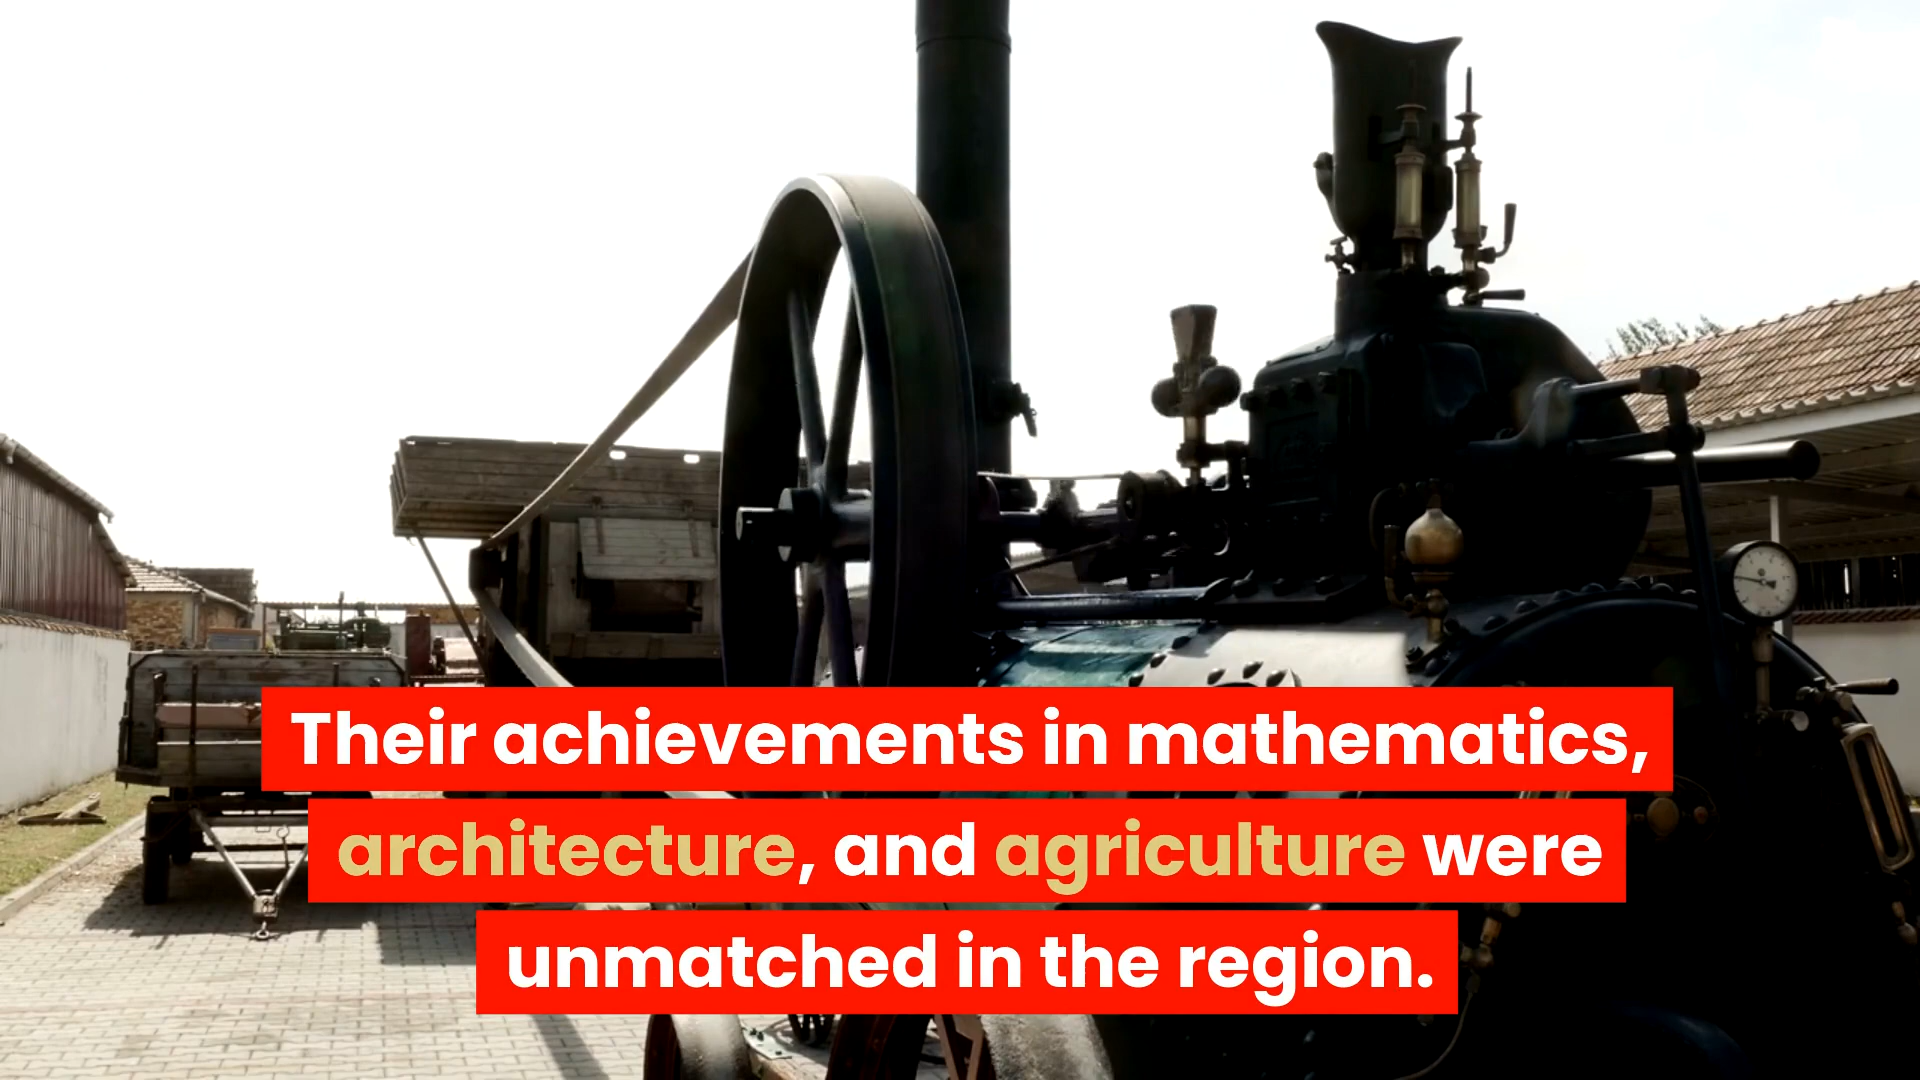 Their achievements in mathematics,
architecture, and agriculture were
unmatched in the region.